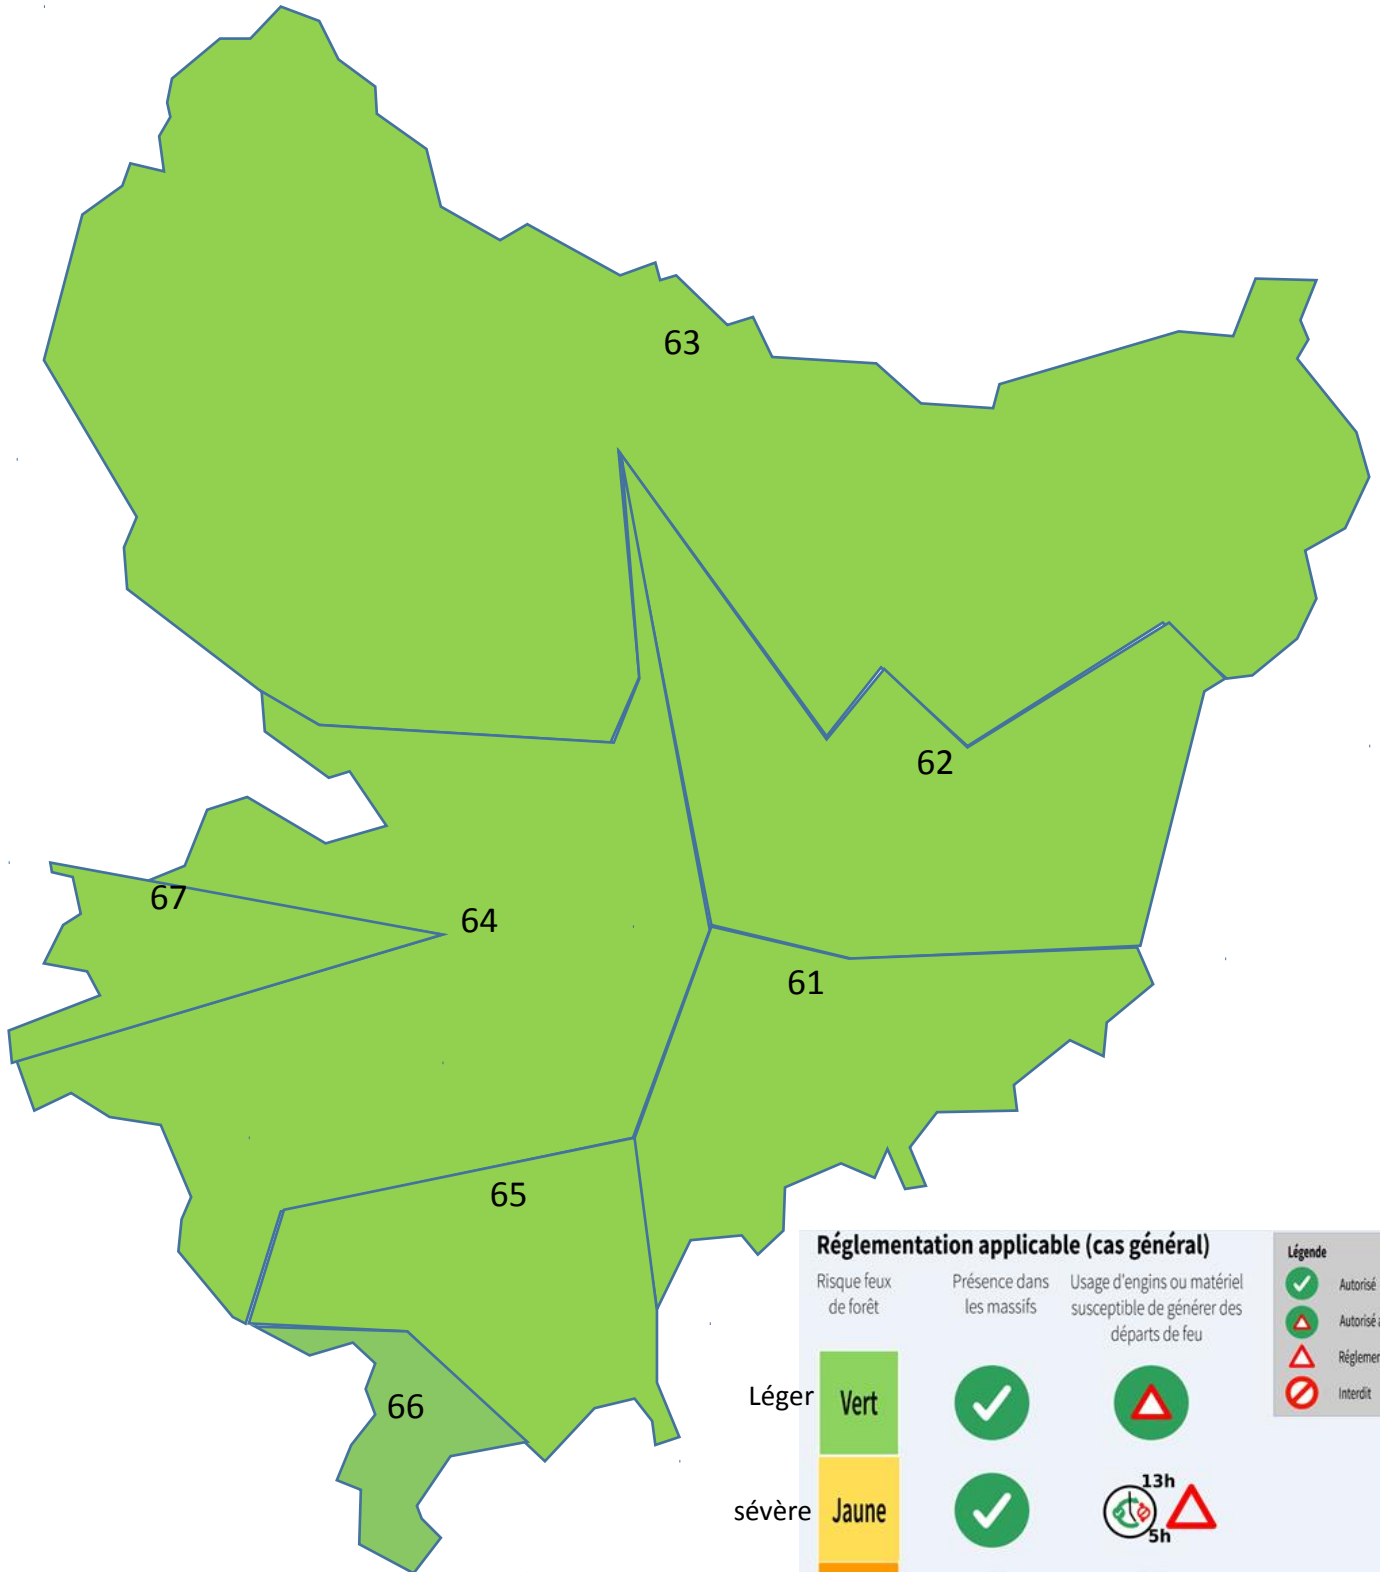 63
62
67
64
61
65
66
Réglementation applicable (cas général)
Risque feux
de forêt
Présence dans
les massifs
Usage d'engins ou matériel
susceptible de générer des
départs de feu
Légende
Autorisé
Autorisé a
Réglemen
Interdit
Léger
Vert
sévère
Jaune
13h
5h